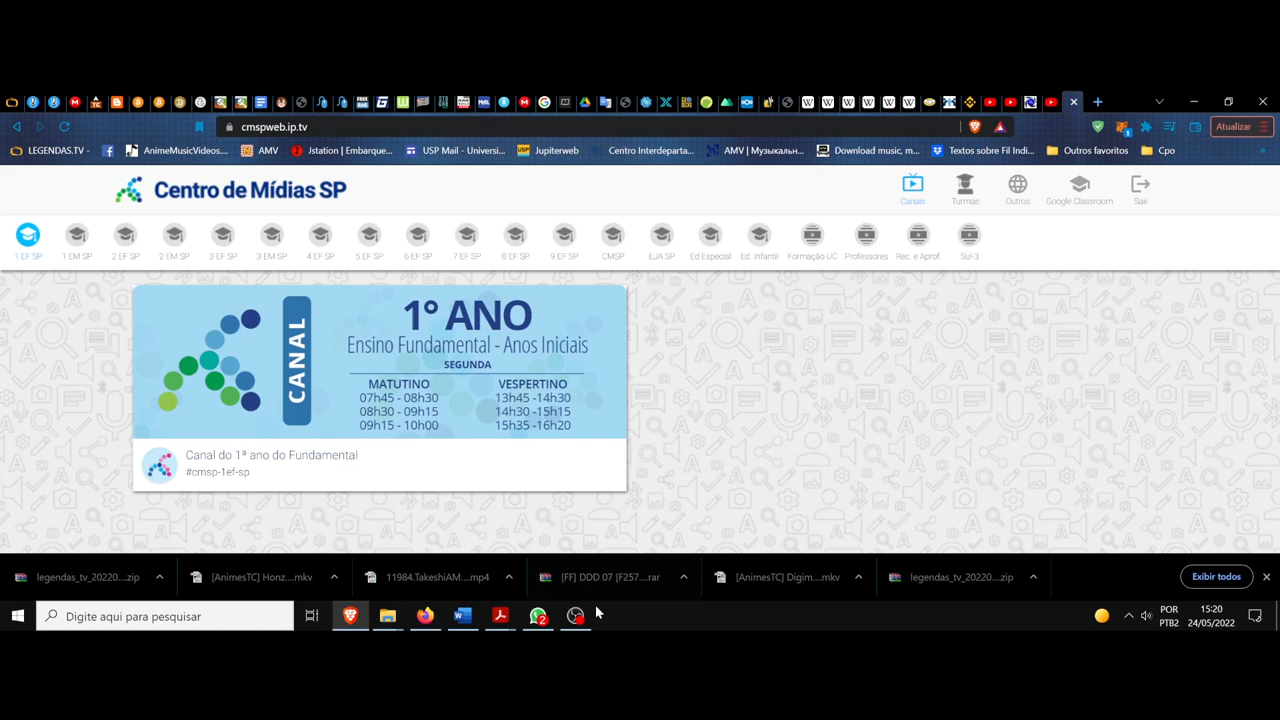 cmspweb.ip.tv
Atualizar
LEGENDAS.TV -
AnimeMusicVideos...
AMV
Jstation | Embarque...
USP Mail - Universi...
Jupiterweb
Centro Interdeparta...
AMV | Музыкальн...
Download music, m...
Textos sobre Fil Indi...
Outros favoritos
Cpo
Centro de Mídias SP
Canais
Turmas
Outros
Google Classroom
Sair
1 EF SP
1 EM SP
2 EF SP
2 EM SP
3 EF SP
3 EM SP
4 EF SP
5 EF SP
6 EF SP
7 EF SP
8 EF SP
9 EF SP
CMSP
EJA SP
Ed Especial
Ed. Infantil
Formação UC
Professores
Rec. e Aprof.
Sul-3
CANAL
1° ANO
Ensino Fundamental - Anos Iniciais
SEGUNDA
MATUTINO
07h45 - 08h30
08h30 - 09h15
09h15 - 10h00
VESPERTINO
13h45 -14h30
14h30 -15h15
15h35 -16h20
Canal do 1ª ano do Fundamental
#cmsp-1ef-sp
legendas_tv_20220....zip
[AnimesTC] Honz....mkv
11984.TakeshiAM....mp4
[FF] DDD 07 [F257....rar
[AnimesTC] Digim....mkv
legendas_tv_20220....zip
Exibir todos
Digite aqui para pesquisar
2
POR
PTB2
15:20
24/05/2022